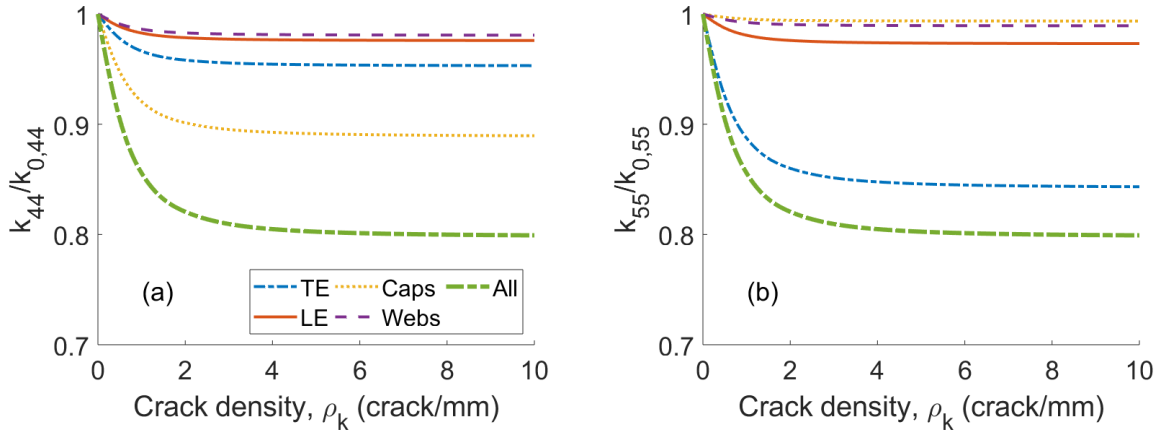 1
0.9
0.8
0.7
k44/k0,44
0 2 4 6 8 10
Crack density, ρk (crack/mm)
(a)
TE Caps All
LE Webs
1
0.9
0.8
0.7
k55/k0,55
0 2 4 6 8 10
Crack density, ρk (crack/mm)
(b)